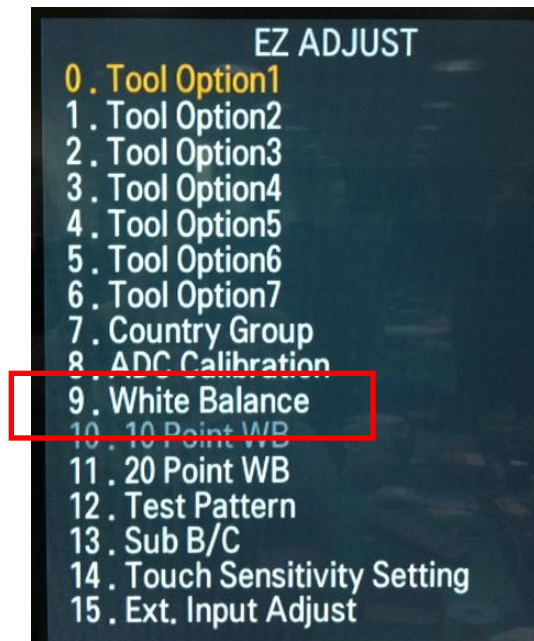 EZ ADJUST
0 . Tool Option1
1 . Tool Option2
2 . Tool Option3
3 . Tool Option4
4 . Tool Option5
5 . Tool Option6
6 . Tool Option7
7 . Country Group
8 . ADC Calibration
9 . White Balance
10 . 10 Point WB
11 . 20 Point WB
12 . Test Pattern
13 . Sub B/C
14 . Touch Sensitivity Setting
15 . Ext. Input Adjust